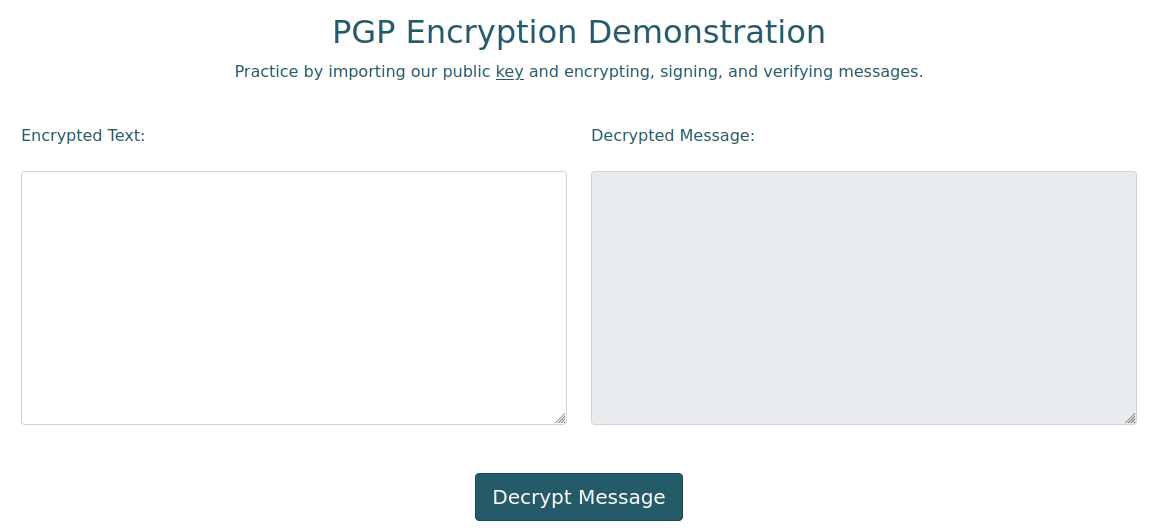 PGP Encryption Demonstration
Practice by importing our public key and encrypting, signing, and verifying messages.
Encrypted Text:
Decrypted Message:
Decrypt Message